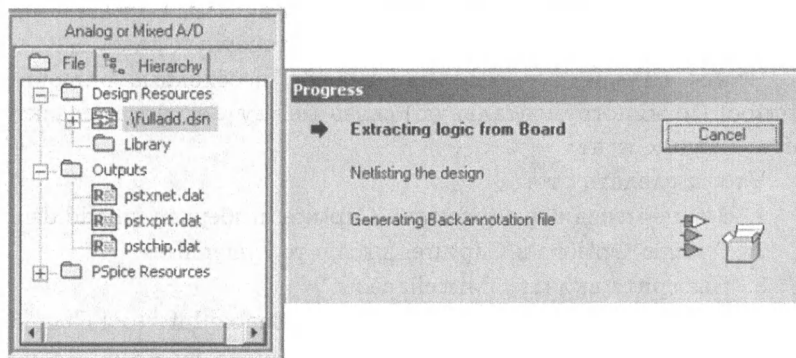 Analog or Mixed A/D
File Hierarchy
Design Resources
.\fulladd.dsn
Library
Outputs
pstxnet.dat
pstxprt.dat
pstchip.dat
PSpice Resources
Progress
Extracting logic from Board
Cancel
Netlisting the design
Generating Backannotation file